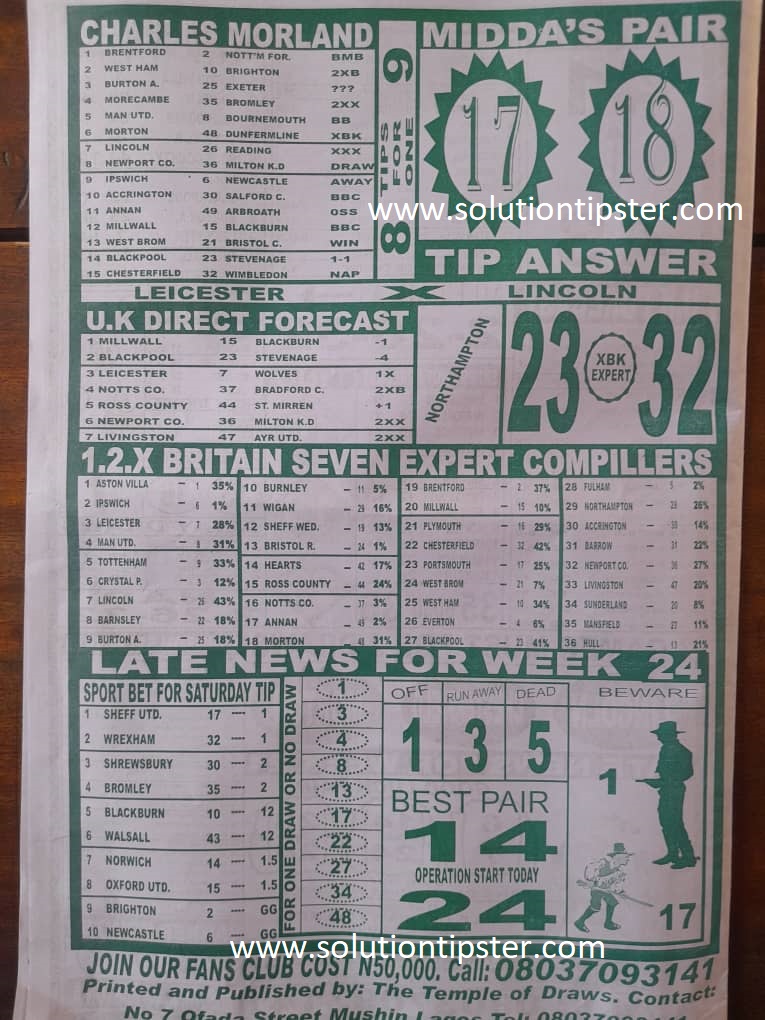 CHARLES MORLAND
1 BRENTFORD 2 NOTT'M FOR. BMB
2 WEST HAM 10 BRIGHTON 2XB
3 BURTON A. 25 EXETER ???
4 MORECAMBE 35 BROMLEY 2XX
5 MAN UTD. 8 BOURNEMOUTH BB
6 MORTON 48 DUNFERMLINE XBK
7 LINCOLN 26 READING XXX
8 NEWPORT CO. 36 MILTON K.D DRAW
9 IPSWICH 6 NEWCASTLE AWAY
10 ACCRINGTON 30 SALFORD C. BBC
11 ANNAN 49 ARBROATH 0SS
12 MILLWALL 15 BLACKBURN BBC
13 WEST BROM 21 BRISTOL C. WIN
14 BLACKPOOL 23 STEVENAGE 1-1
15 CHESTERFIELD 32 WIMBLEDON NAP
8 TIPS FOR ONE 9
MIDDA'S PAIR
17 18
www.solutiontipster.com
TIP ANSWER
LEICESTER X LINCOLN
U.K DIRECT FORECAST
1 MILLWALL 15 BLACKBURN -1
2 BLACKPOOL 23 STEVENAGE -4
3 LEICESTER 7 WOLVES 1X
4 NOTTS CO. 37 BRADFORD C. 2XB
5 ROSS COUNTY 44 ST. MIRREN +1
6 NEWPORT CO. 36 MILTON K.D 2XX
7 LIVINGSTON 47 AYR UTD. 2XX
NORTHAMPTON
23 XBK EXPERT 32
1.2.X BRITAIN SEVEN EXPERT COMPILLERS
1 ASTON VILLA - 1 35%
2 IPSWICH - 6 1%
3 LEICESTER - 7 28%
4 MAN UTD. - 8 31%
5 TOTTENHAM - 9 33%
6 CRYSTAL P. - 3 12%
7 LINCOLN - 26 43%
8 BARNSLEY - 22 18%
9 BURTON A. - 25 18%
10 BURNLEY - 11 5%
11 WIGAN - 29 16%
12 SHEFF WED. - 19 13%
13 BRISTOL R. - 24 1%
14 HEARTS - 42 17%
15 ROSS COUNTY - 44 24%
16 NOTTS CO. - 37 3%
17 ANNAN - 49 2%
18 MORTON - 48 31%
19 BRENTFORD - 2 37%
20 MILLWALL - 15 10%
21 PLYMOUTH - 16 29%
22 CHESTERFIELD - 32 42%
23 PORTSMOUTH - 17 25%
24 WEST BROM - 21 7%
25 WEST HAM - 10 34%
26 EVERTON - 4 6%
27 BLACKPOOL - 23 41%
28 FULHAM - 5 2%
29 NORTHAMPTON - 28 26%
30 ACCRINGTON - 30 14%
31 BARROW - 31 22%
32 NEWPORT CO. - 36 27%
33 LIVINGSTON - 47 20%
34 SUNDERLAND - 20 8%
35 MANSFIELD - 27 11%
36 HULL - 13 21%
LATE NEWS FOR WEEK 24
SPORT BET FOR SATURDAY TIP
1 SHEFF UTD. 17 ---- 1
2 WREXHAM 32 ---- 1
3 SHREWSBURY 30 ---- 2
4 BROMLEY 35 ---- 2
5 BLACKBURN 10 ---- 12
6 WALSALL 43 ---- 12
7 NORWICH 14 ---- 1.5
8 OXFORD UTD. 15 ---- 1.5
9 BRIGHTON 2 ---- GG
10 NEWCASTLE 6 ---- GG
FOR ONE DRAW OR NO DRAW
1
3
4
8
13
17
22
27
34
48
OFF RUN AWAY DEAD
1 3 5
BEST PAIR
14
OPERATION START TODAY
24
BEWARE
1
17
www.solutiontipster.com
JOIN OUR FANS CLUB COST N50,000. Call: 08037093141
Printed and Published by: The Temple of Draws. Contact:
No 7 Ofada Street Mushin Lagos Tel: